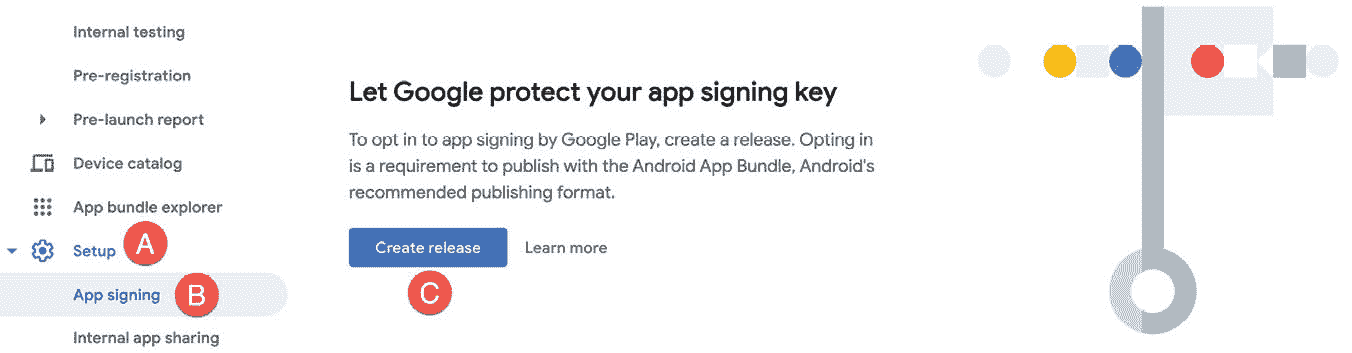 Internal testing
Pre-registration
Pre-launch report
Device catalog
App bundle explorer
Setup A
App signing B
Internal app sharing
Let Google protect your app signing key
To opt in to app signing by Google Play, create a release. Opting in
is a requirement to publish with the Android App Bundle, Android's
recommended publishing format.
Create release Learn more
C